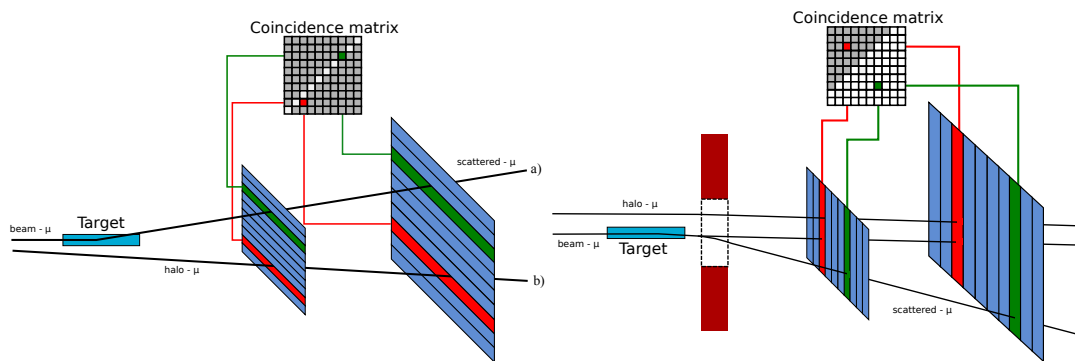 Coincidence matrix
scattered - μ
a)
Target
beam - μ
halo - μ
b)
Coincidence matrix
halo - μ
beam - μ
Target
scattered - μ